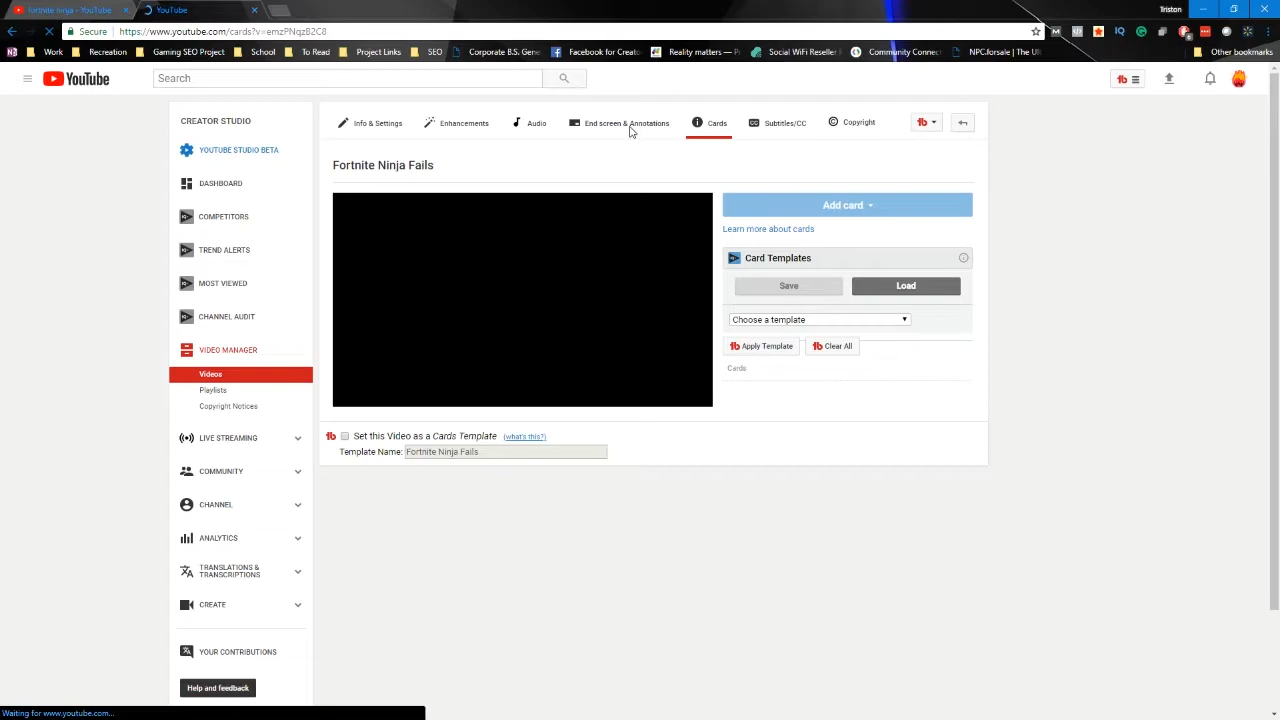 fortnite ninja - YouTube
YouTube
Triston
Secure
https://www.youtube.com/cards?v=emzPNqzB2C8
Work
Recreation
Gaming SEO Project
School
To Read
Project Links
SEO
Corporate B.S. Gene
Facebook for Creato
Reality matters —
Social WiFi Reseller
Community Connect
NPC.forsale | The UK
Other bookmarks
YouTube
Search
CREATOR STUDIO
Info & Settings
Enhancements
Audio
End screen & Annotations
Cards
Subtitles/CC
Copyright
YOUTUBE STUDIO BETA
DASHBOARD
COMPETITORS
TREND ALERTS
MOST VIEWED
CHANNEL AUDIT
VIDEO MANAGER
Videos
Playlists
Copyright Notices
LIVE STREAMING
COMMUNITY
CHANNEL
ANALYTICS
TRANSLATIONS &
TRANSCRIPTIONS
CREATE
YOUR CONTRIBUTIONS
Help and feedback
Fortnite Ninja Fails
Add card
Learn more about cards
Card Templates
Save
Load
Choose a template
Apply Template
Clear All
Cards
Set this Video as a Cards Template (what's this?)
Template Name: Fortnite Ninja Fails
Waiting for www.youtube.com...